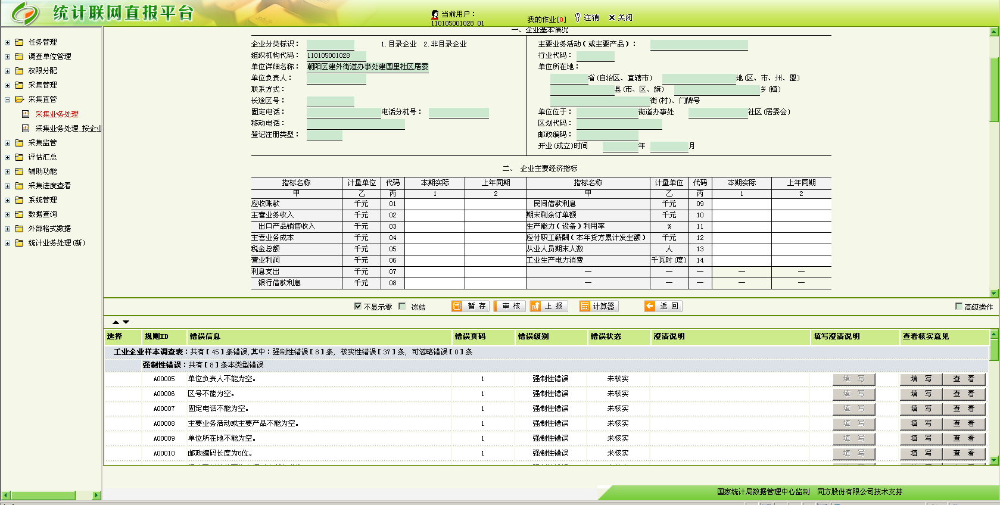 统计联网直报平台
当前用户：
110105001028 01
我的作业[0] 注销 关闭
任务管理
调查单位管理
权限分配
采集管理
采集直管
采集业务处理
采集业务处理_按企业
采集监管
评估汇总
辅助功能
采集进度查看
系统管理
数据查询
外部格式数据
统计业务处理(新)
一、企业基本情况
企业分类标识： 1.目录企业 2.非目录企业
组织机构代码： 110105001028
单位详细名称： 朝阳区建外街道办事处建国里社区居委
单位负责人：
联系方式：
长途区号：
固定电话： 电话分机号：
移动电话：
登记注册类型：
主要业务活动(或主要产品)：
行业代码：
单位所在地：
省(自治区、直辖市) 地(区、市、州、盟)
县(市、区、旗) 乡(镇)
街(村)、门牌号
单位位于： 街道办事处 社区(居委会)
区划代码：
邮政编码：
开业(成立)时间 年 月
二、 企业主要经济指标
指标名称 计量单位 代码 本期实际 上年同期 指标名称 计量单位 代码 本期实际 上年同期
甲 乙 丙 1 2 甲 乙 丙 1 2
应收账款 千元 01 民间借款利息 千元 09
主营业务收入 千元 02 期末剩余订单额 千元 10
出口产品销售收入 千元 03 生产能力(设备)利用率 % 11
主营业务成本 千元 04 应付职工薪酬(本年贷方累计发生额) 千元 12
税金总额 千元 05 从业人员期末人数 人 13
营业利润 千元 06 工业生产电力消费 千瓦时(度) 14
利息支出 千元 07 — — — — —
银行借款利息 千元 08 — — — — —
不显示零 冻结 暂 存 审 核 上 报 计算器 返 回 高级操作
选择 规则ID 错误信息 错误页码 错误级别 错误状态 澄清说明 填写澄清说明 查看核实意见
工业企业样本调查表：共有[ 45 ]条错误,其中：强制性错误[ 8 ]条, 核实性错误[ 37 ]条, 可忽略错误[ 0 ]条
强制性错误：共有[ 8 ]条本类型错误
A00005 单位负责人不能为空。 1 强制性错误 未核实 填 写 填 写 查 看
A00006 区号不能为空。 1 强制性错误 未核实 填 写 填 写 查 看
A00007 固定电话不能为空。 1 强制性错误 未核实 填 写 填 写 查 看
A00008 主要业务活动或主要产品不能为空。 1 强制性错误 未核实 填 写 填 写 查 看
A00009 单位所在地不能为空。 1 强制性错误 未核实 填 写 填 写 查 看
A00010 邮政编码长度为6位。 1 强制性错误 未核实 填 写 填 写 查 看
国家统计局数据管理中心监制 同方股份有限公司技术支持